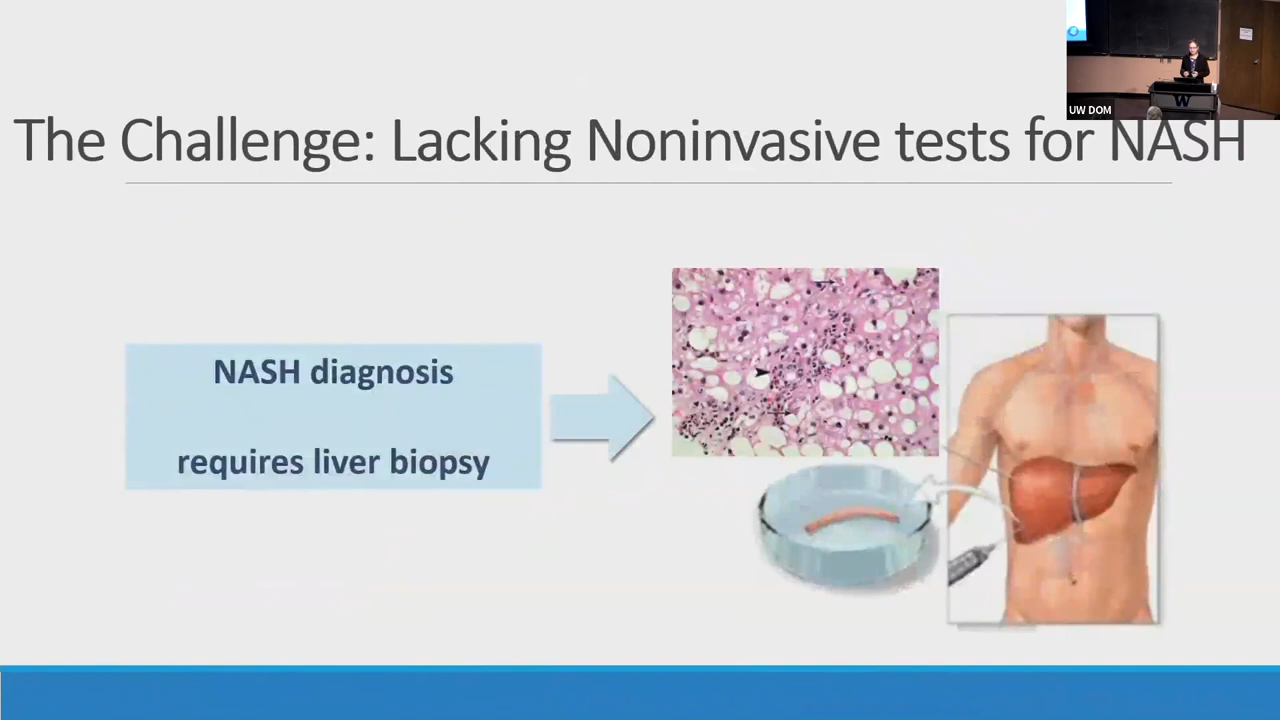 The Challenge: Lacking Noninvasive tests for NASH
UW DOM
W
NASH diagnosis
requires liver biopsy